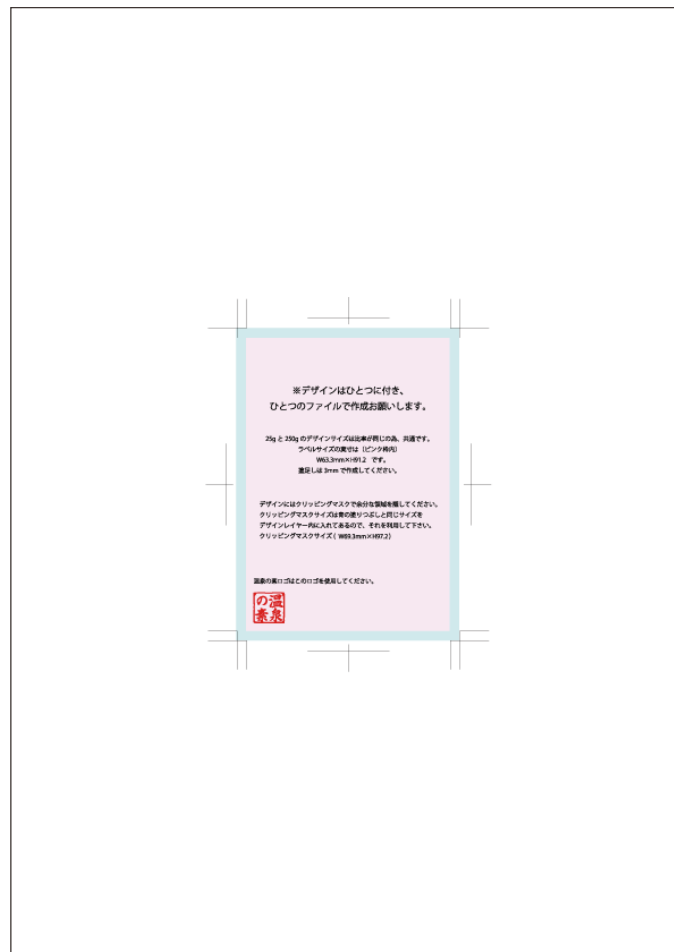 ※デザインはひとつに付き、
ひとつのファイルで作成お願いします。
25g と 250g のデザインサイズは比率が同じの為、共通です。
ラベルサイズの実寸は（ピンク枠内）
W63.3mm×H91.2 です。
塗足しは 3mm で作成してください。
デザインにはクリッピングマスクで余分な領域を隠してください。
クリッピングマスクサイズは青の塗りつぶしと同じサイズを
デザインレイヤー内に入れてあるので、それを利用して下さい。
クリッピングマスクサイズ ( W69.3mm×H97.2)
温泉の素ロゴはこのロゴを使用してください。
温泉の素